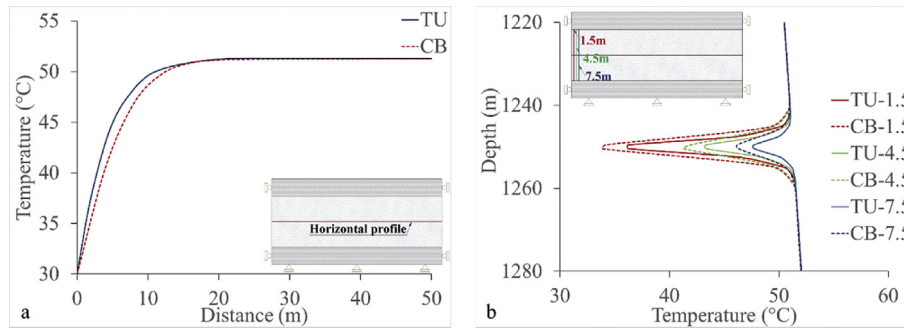 55
50
45
40
35
30
Temperature (°C)
TU
CB
Horizontal profile
0
10
20
30
40
50
Distance (m)
a
1220
1240
1260
1280
Depth (m)
1.5m
4.5m
7.5m
TU-1.5
CB-1.5
TU-4.5
CB-4.5
TU-7.5
CB-7.5
30
40
50
60
Temperature (°C)
b